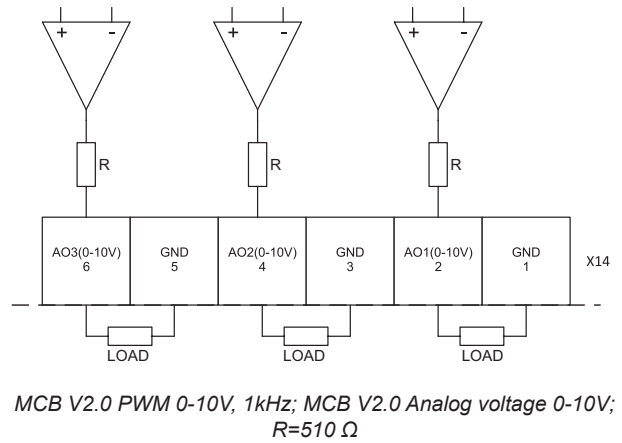 + - + - + -
R R R
AO3(0-10V) GND AO2(0-10V) GND AO1(0-10V) GND X14
6 5 4 3 2 1
LOAD LOAD LOAD
MCB V2.0 PWM 0-10V, 1kHz; MCB V2.0 Analog voltage 0-10V;
R=510 Ω